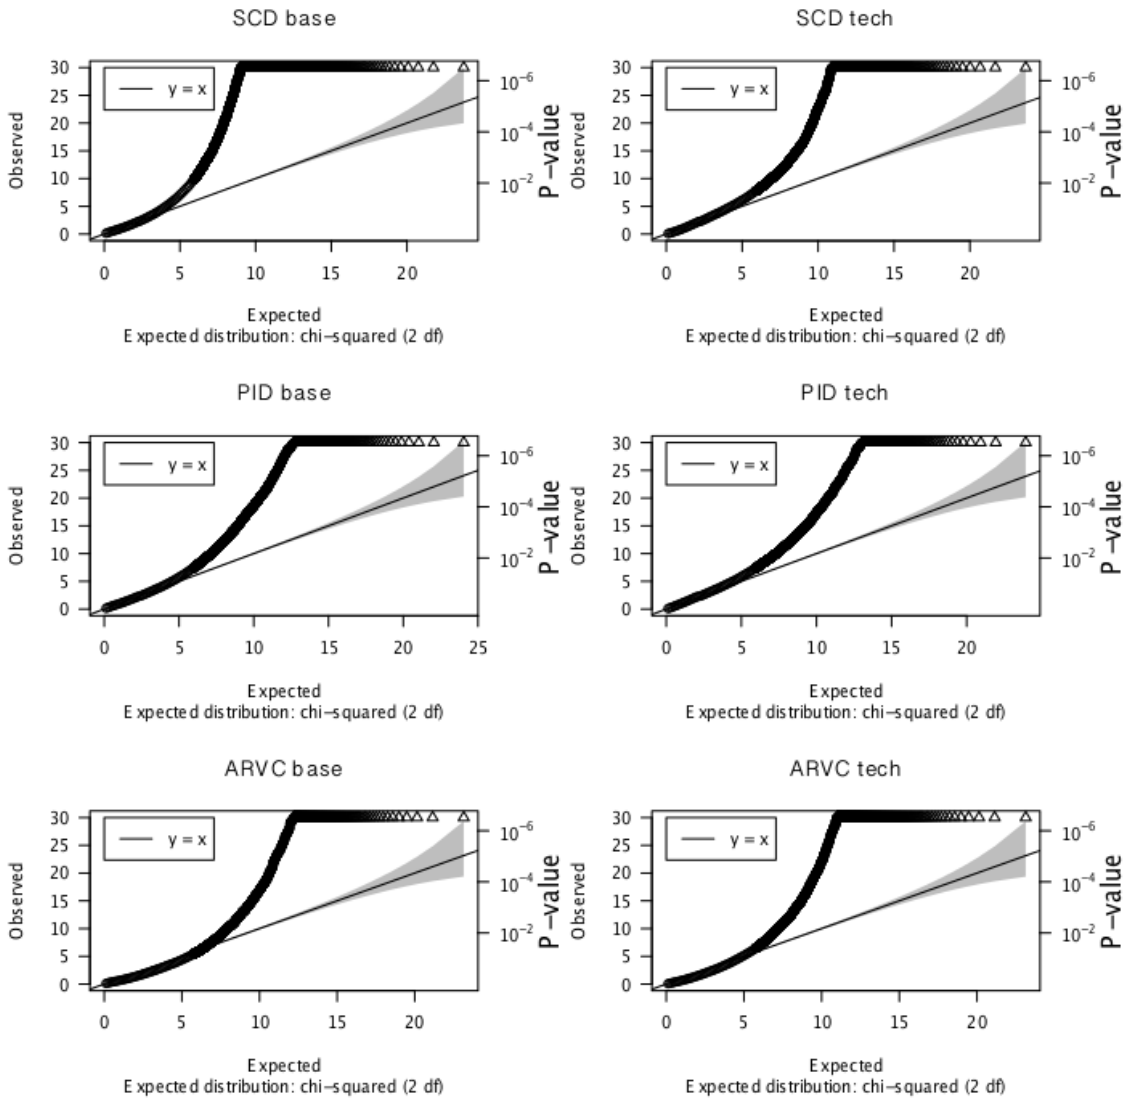 SCD base
SCD tech
30
25
20
15
10
5
0
Observed
y = x
10⁻⁶
10⁻⁴
10⁻²
P−value
0 5 10 15 20
Expected
Expected distribution: chi−squared (2 df)
30
25
20
15
10
5
0
Observed
y = x
10⁻⁶
10⁻⁴
10⁻²
P−value
0 5 10 15 20
Expected
Expected distribution: chi−squared (2 df)
PID base
PID tech
30
25
20
15
10
5
0
Observed
y = x
10⁻⁶
10⁻⁴
10⁻²
P−value
0 5 10 15 20 25
Expected
Expected distribution: chi−squared (2 df)
30
25
20
15
10
5
0
Observed
y = x
10⁻⁶
10⁻⁴
10⁻²
P−value
0 5 10 15 20
Expected
Expected distribution: chi−squared (2 df)
ARVC base
ARVC tech
30
25
20
15
10
5
0
Observed
y = x
10⁻⁶
10⁻⁴
10⁻²
P−value
0 5 10 15 20
Expected
Expected distribution: chi−squared (2 df)
30
25
20
15
10
5
0
Observed
y = x
10⁻⁶
10⁻⁴
10⁻²
P−value
0 5 10 15 20
Expected
Expected distribution: chi−squared (2 df)